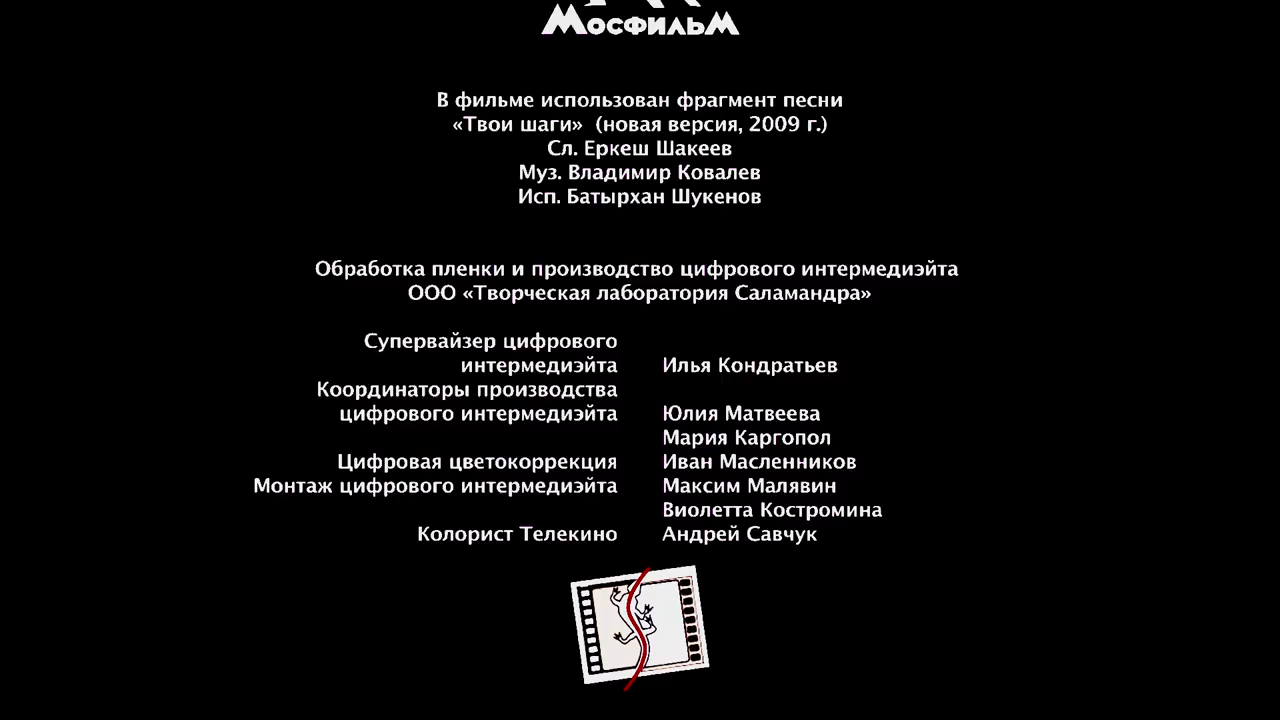 Мосфильм
В фильме использован фрагмент песни
«Твои шаги» (новая версия, 2009 г.)
Сл. Еркеш Шакеев
Муз. Владимир Ковалев
Исп. Батырхан Шукенов
Обработка пленки и производство цифрового интермедиэйта
ООО «Творческая лаборатория Саламандра»
Супервайзер цифрового
интермедиэйта Илья Кондратьев
Координаторы производства
цифрового интермедиэйта Юлия Матвеева
Мария Каргопол
Цифровая цветокоррекция Иван Масленников
Монтаж цифрового интермедиэйта Максим Малявин
Виолетта Костромина
Колорист Телекино Андрей Савчук